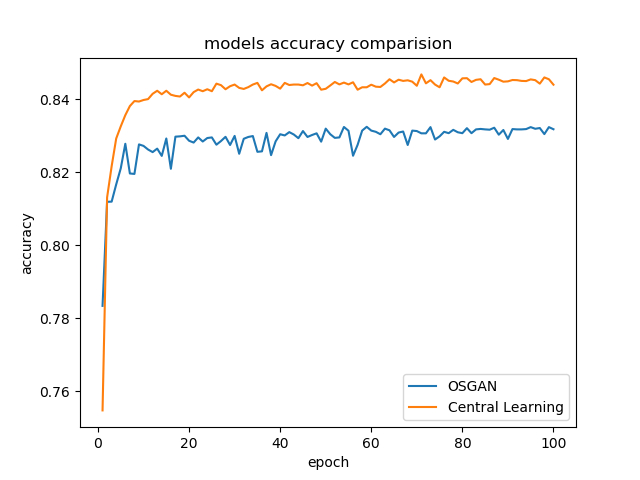 models accuracy comparision
accuracy
0.84
0.82
0.80
0.78
0.76
OSGAN
Central Learning
0 20 40 60 80 100
epoch